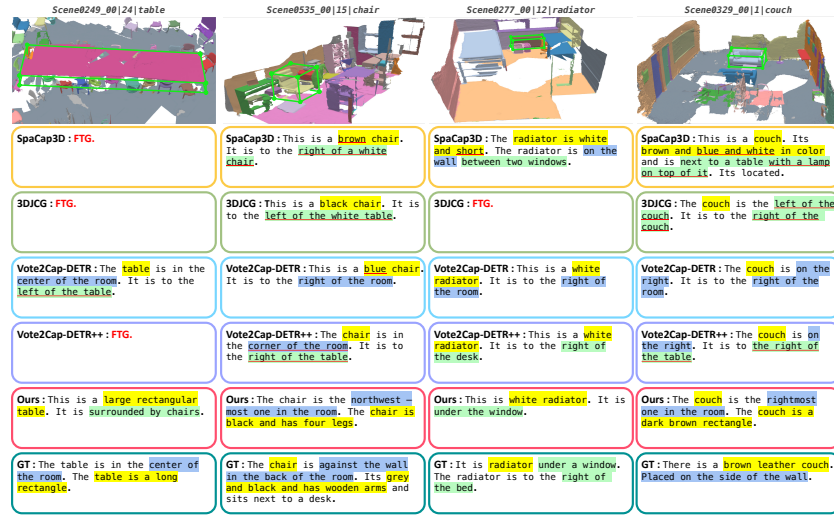 Scene0249_00|24|table
Scene0535_00|15|chair
Scene0277_00|12|radiator
Scene0329_00|1|couch
SpaCap3D : FTG.
SpaCap3D : This is a brown chair.
It is to the right of a white
chair.
SpaCap3D : The radiator is white
and short. The radiator is on the
wall between two windows.
SpaCap3D : This is a couch. Its
brown and blue and white in color
and is next to a table with a lamp
on top of it. Its located.
3DJCG : FTG.
3DJCG : This is a black chair. It is
to the left of the white table.
3DJCG : FTG.
3DJCG : The couch is the left of the
couch. It is to the right of the
couch.
Vote2Cap-DETR : The table is in the
center of the room. It is to the
left of the table.
Vote2Cap-DETR : This is a blue chair.
It is to the right of the room.
Vote2Cap-DETR : This is a white
radiator. It is to the right of
the room.
Vote2Cap-DETR : The couch is on the
right. It is to the right of the
room.
Vote2Cap-DETR++ : FTG.
Vote2Cap-DETR++ : The chair is in
the corner of the room. It is to
the right of the table.
Vote2Cap-DETR++ : This is a white
radiator. It is to the right of
the desk.
Vote2Cap-DETR++ : The couch is on
the right. It is to the right of
the table.
Ours : This is a large rectangular
table. It is surrounded by chairs.
Ours : The chair is the northwest –
most one in the room. The chair is
black and has four legs.
Ours : This is white radiator. It is
under the window.
Ours : The couch is the rightmost
one in the room. The couch is a
dark brown rectangle.
GT : The table is in the center of
the room. The table is a long
rectangle.
GT : The chair is against the wall
in the back of the room. Its grey
and black and has wooden arms and
sits next to a desk.
GT : It is radiator under a window.
The radiator is to the right of
the bed.
GT : There is a brown leather couch.
Placed on the side of the wall.